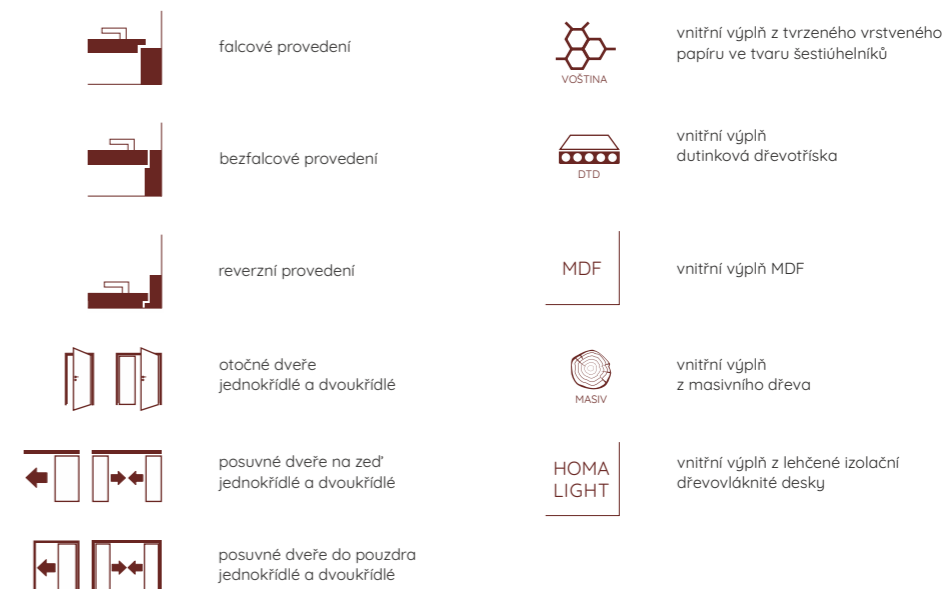 falcové provedení
bezfalcové provedení
reverzní provedení
otočné dveře
jednokřídlé a dvoukřídlé
posuvné dveře na zeď
jednokřídlé a dvoukřídlé
posuvné dveře do pouzdra
jednokřídlé a dvoukřídlé
VOŠTINA
vnitřní výplň z tvrzeného vrstveného
papíru ve tvaru šestiúhelníků
DTD
vnitřní výplň
dutinková dřevotříska
MDF
vnitřní výplň MDF
MASIV
vnitřní výplň
z masivního dřeva
HOMA
LIGHT
vnitřní výplň z lehčené izolační
dřevovláknité desky